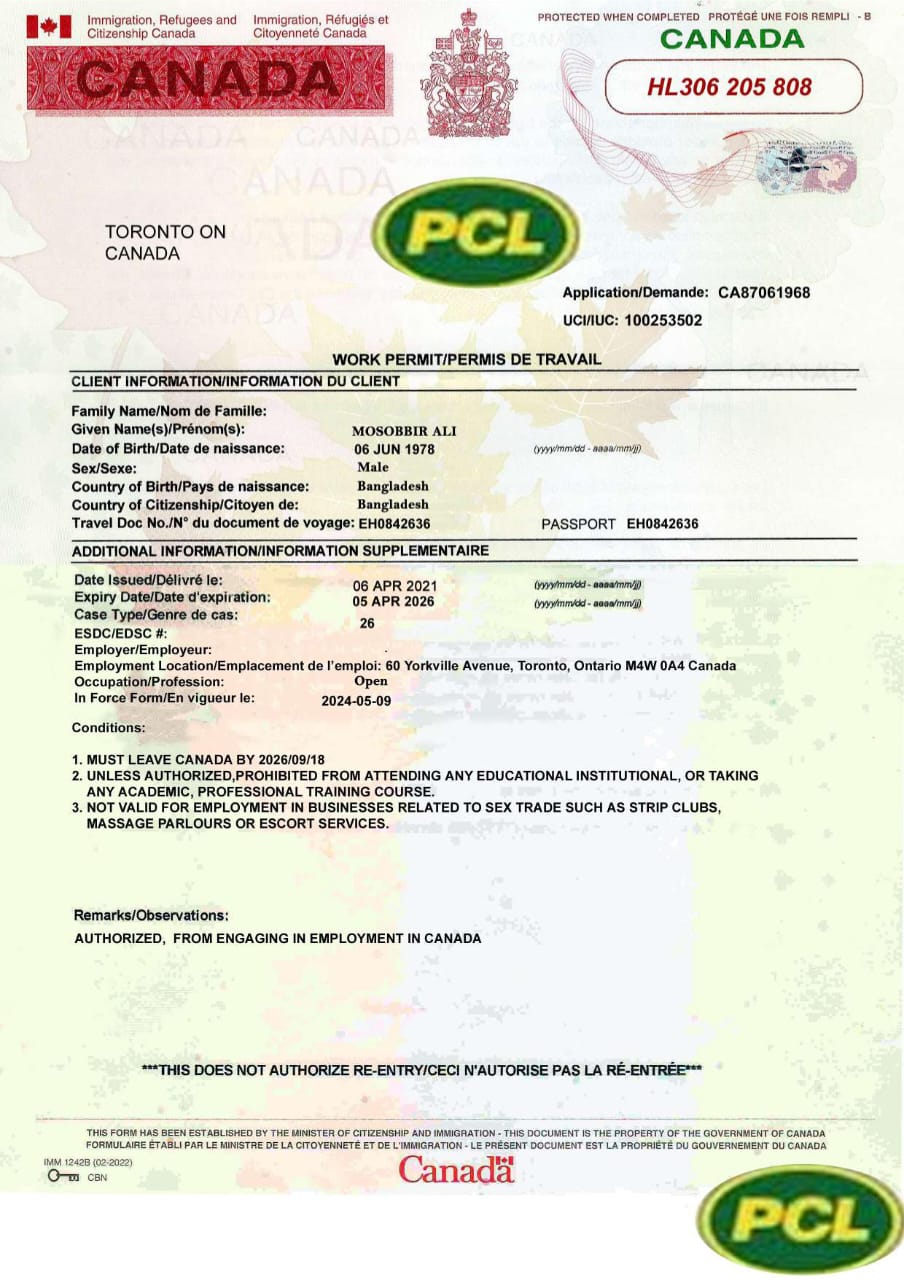 Immigration, Refugees and Citizenship Canada
Immigration, Réfugiés et Citoyenneté Canada
PROTECTED WHEN COMPLETED PROTÉGÉ UNE FOIS REMPLI - B
CANADA
CANADA
HL306 205 808
TORONTO ON
CANADA
PCL
Application/Demande: CA87061968
UCI/IUC: 100253502
WORK PERMIT/PERMIS DE TRAVAIL
CLIENT INFORMATION/INFORMATION DU CLIENT
Family Name/Nom de Famille:
Given Name(s)/Prénom(s): MOSOBBIR ALI
Date of Birth/Date de naissance: 06 JUN 1978 (yyyy/mm/dd - aaaa/mm/jj)
Sex/Sexe: Male
Country of Birth/Pays de naissance: Bangladesh
Country of Citizenship/Citoyen de: Bangladesh
Travel Doc No./N° du document de voyage: EH0842636 PASSPORT EH0842636
ADDITIONAL INFORMATION/INFORMATION SUPPLEMENTAIRE
Date Issued/Délivré le: 06 APR 2021 (yyyy/mm/dd - aaaa/mm/jj)
Expiry Date/Date d'expiration: 05 APR 2026 (yyyy/mm/dd - aaaa/mm/jj)
Case Type/Genre de cas: 26
ESDC/EDSC #:
Employer/Employeur:
Employment Location/Emplacement de l'emploi: 60 Yorkville Avenue, Toronto, Ontario M4W 0A4 Canada
Occupation/Profession: Open
In Force Form/En vigueur le: 2024-05-09
Conditions:
1. MUST LEAVE CANADA BY 2026/09/18
2. UNLESS AUTHORIZED,PROHIBITED FROM ATTENDING ANY EDUCATIONAL INSTITUTIONAL, OR TAKING
ANY ACADEMIC, PROFESSIONAL TRAINING COURSE.
3. NOT VALID FOR EMPLOYMENT IN BUSINESSES RELATED TO SEX TRADE SUCH AS STRIP CLUBS,
MASSAGE PARLOURS OR ESCORT SERVICES.
Remarks/Observations:
AUTHORIZED, FROM ENGAGING IN EMPLOYMENT IN CANADA
***THIS DOES NOT AUTHORIZE RE-ENTRY/CECI N'AUTORISE PAS LA RÉ-ENTRÉE***
THIS FORM HAS BEEN ESTABLISHED BY THE MINISTER OF CITIZENSHIP AND IMMIGRATION - THIS DOCUMENT IS THE PROPERTY OF THE GOVERNMENT OF CANADA
FORMULAIRE ÉTABLI PAR LE MINISTRE DE LA CITOYENNETÉ ET DE L'IMMIGRATION - LE PRÉSENT DOCUMENT EST LA PROPRIÉTÉ DU GOUVERNEMENT DU CANADA
IMM 1242B (02-2022)
CBN
Canada
PCL